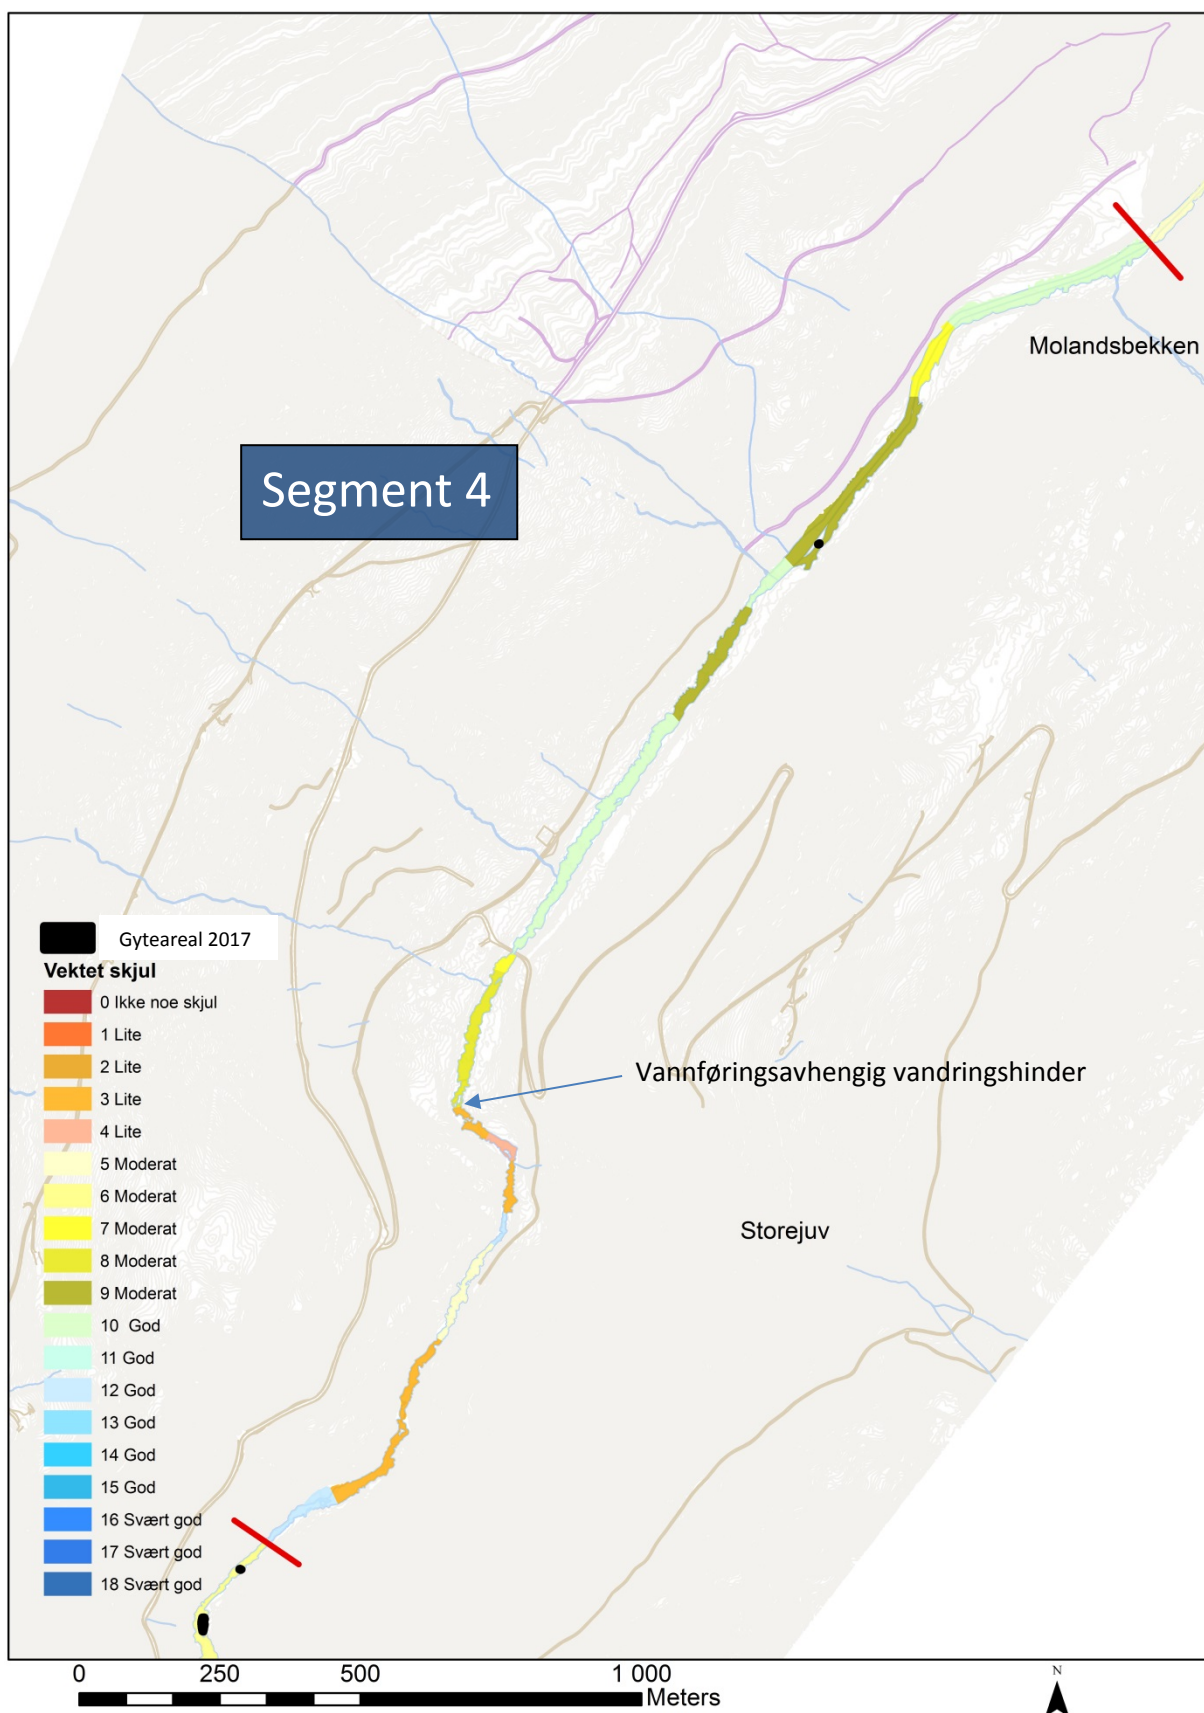 Molandsbekken
Segment 4
Gyteareal 2017
Vektet skjul
0 Ikke noe skjul
1 Lite
2 Lite
3 Lite
4 Lite
5 Moderat
6 Moderat
7 Moderat
8 Moderat
9 Moderat
10 God
11 God
12 God
13 God
14 God
15 God
16 Svært god
17 Svært god
18 Svært god
Vannføringsavhengig vandringshinder
Storejuv
0 250 500 1 000
Meters
N